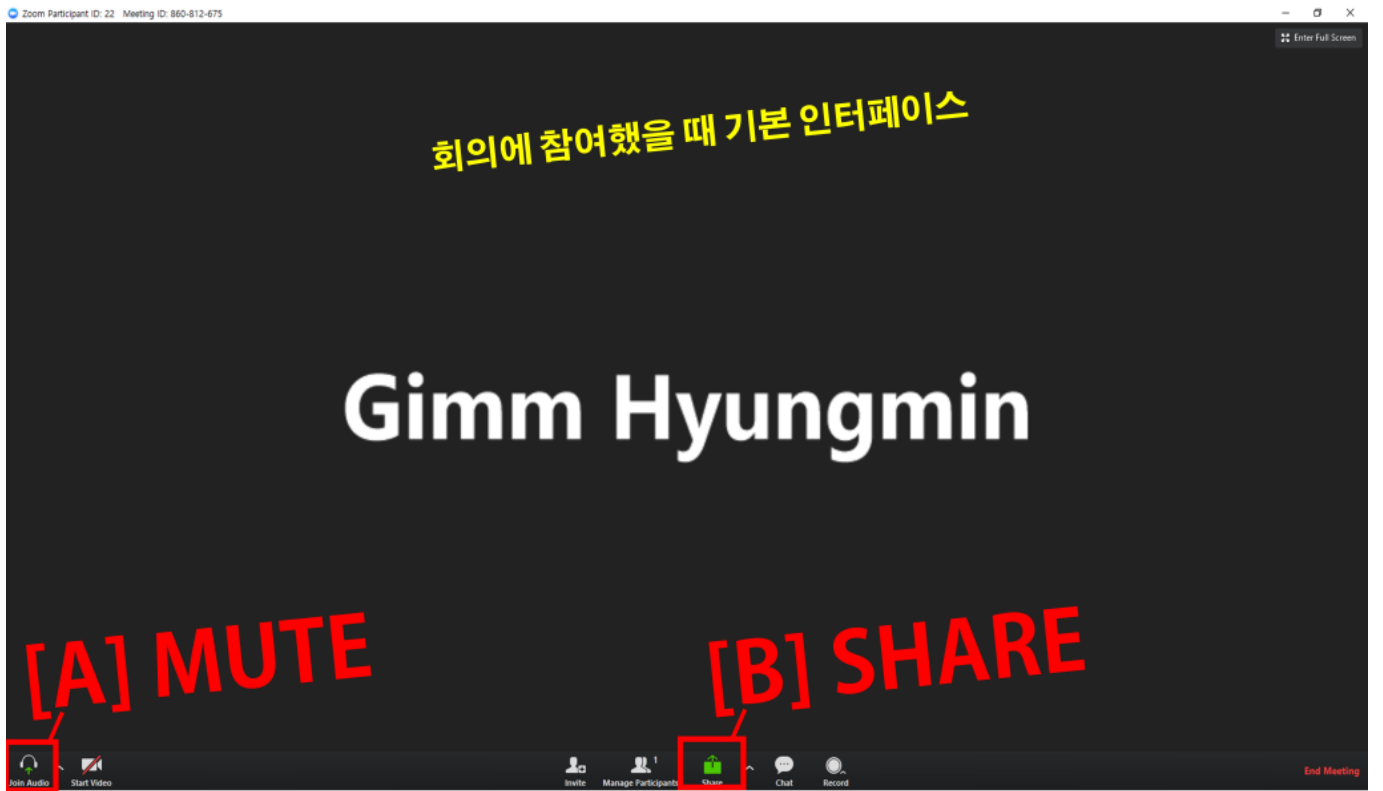 Zoom Participant ID: 22 Meeting ID: 860-812-675
Enter Full Screen
회의에 참여했을 때 기본 인터페이스
Gimm Hyungmin
[A] MUTE
[B] SHARE
1
Join Audio
Start Video
Invite
Manage Participants
Share
Chat
Record
End Meeting